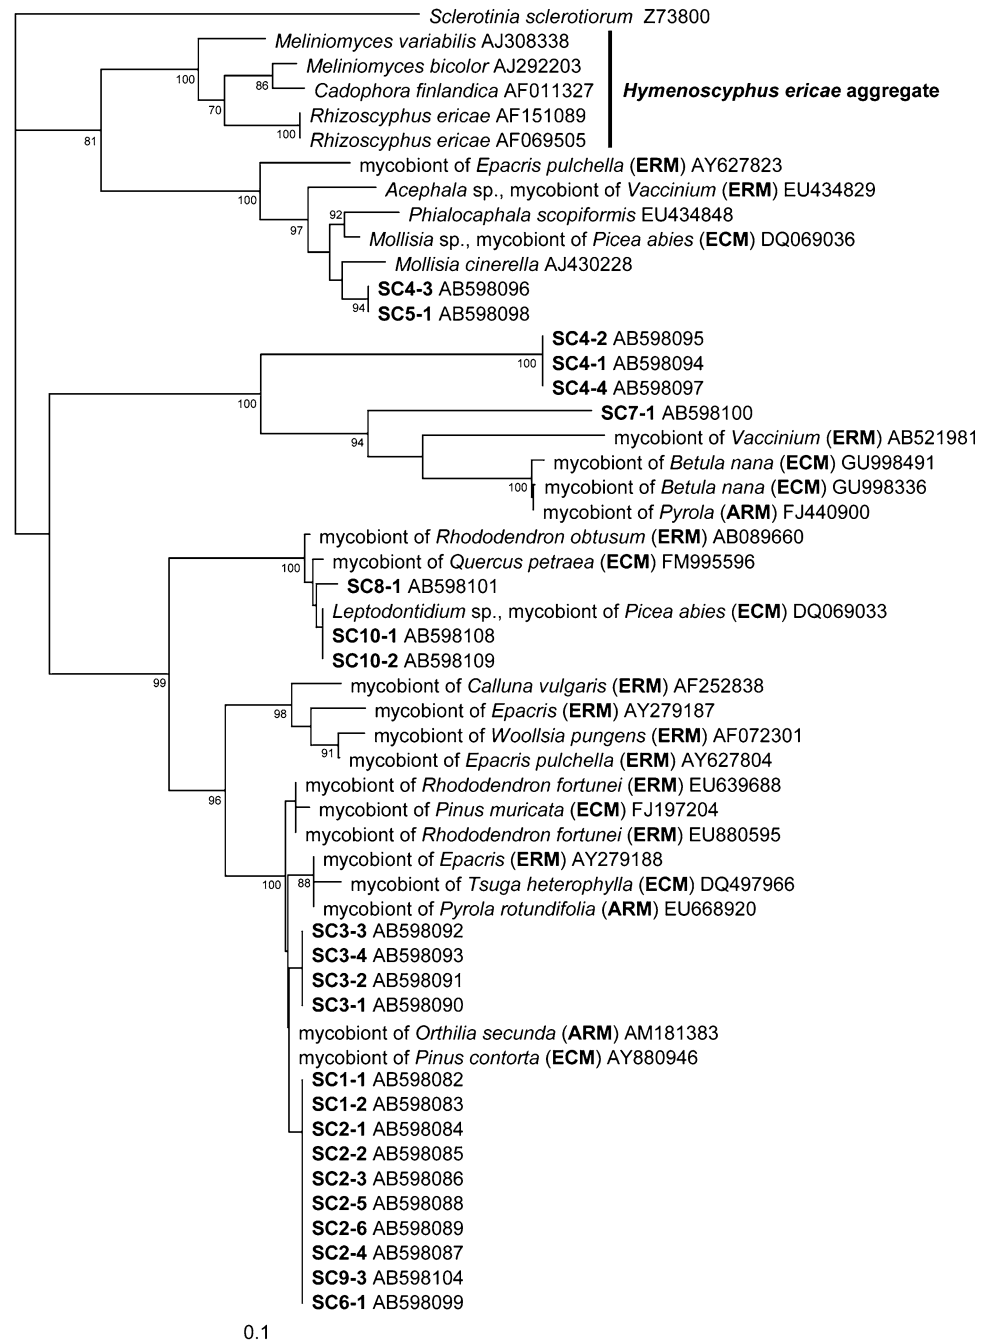 Sclerotinia sclerotiorum Z73800
Meliniomyces variabilis AJ308338
100
Meliniomyces bicolor AJ292203
86
Cadophora finlandica AF011327
Hymenoscyphus ericae aggregate
70
Rhizoscyphus ericae AF151089
100
81
Rhizoscyphus ericae AF069505
mycobiont of Epacris pulchella (ERM) AY627823
Acephala sp., mycobiont of Vaccinium (ERM) EU434829
100
92
Phialocaphala scopiformis EU434848
97
Mollisia sp., mycobiont of Picea abies (ECM) DQ069036
Mollisia cinerella AJ430228
SC4-3 AB598096
94
SC5-1 AB598098
SC4-2 AB598095
100
SC4-1 AB598094
SC4-4 AB598097
100
SC7-1 AB598100
94
mycobiont of Vaccinium (ERM) AB521981
mycobiont of Betula nana (ECM) GU998491
100
mycobiont of Betula nana (ECM) GU998336
mycobiont of Pyrola (ARM) FJ440900
mycobiont of Rhododendron obtusum (ERM) AB089660
100
mycobiont of Quercus petraea (ECM) FM995596
SC8-1 AB598101
Leptodontidium sp., mycobiont of Picea abies (ECM) DQ069033
SC10-1 AB598108
SC10-2 AB598109
99
mycobiont of Calluna vulgaris (ERM) AF252838
98
mycobiont of Epacris (ERM) AY279187
mycobiont of Woollsia pungens (ERM) AF072301
91
mycobiont of Epacris pulchella (ERM) AY627804
mycobiont of Rhododendron fortunei (ERM) EU639688
96
mycobiont of Pinus muricata (ECM) FJ197204
mycobiont of Rhododendron fortunei (ERM) EU880595
mycobiont of Epacris (ERM) AY279188
100
88
mycobiont of Tsuga heterophylla (ECM) DQ497966
mycobiont of Pyrola rotundifolia (ARM) EU668920
SC3-3 AB598092
SC3-4 AB598093
SC3-2 AB598091
SC3-1 AB598090
mycobiont of Orthilia secunda (ARM) AM181383
mycobiont of Pinus contorta (ECM) AY880946
SC1-1 AB598082
SC1-2 AB598083
SC2-1 AB598084
SC2-2 AB598085
SC2-3 AB598086
SC2-5 AB598088
SC2-6 AB598089
SC2-4 AB598087
SC9-3 AB598104
SC6-1 AB598099
0.1